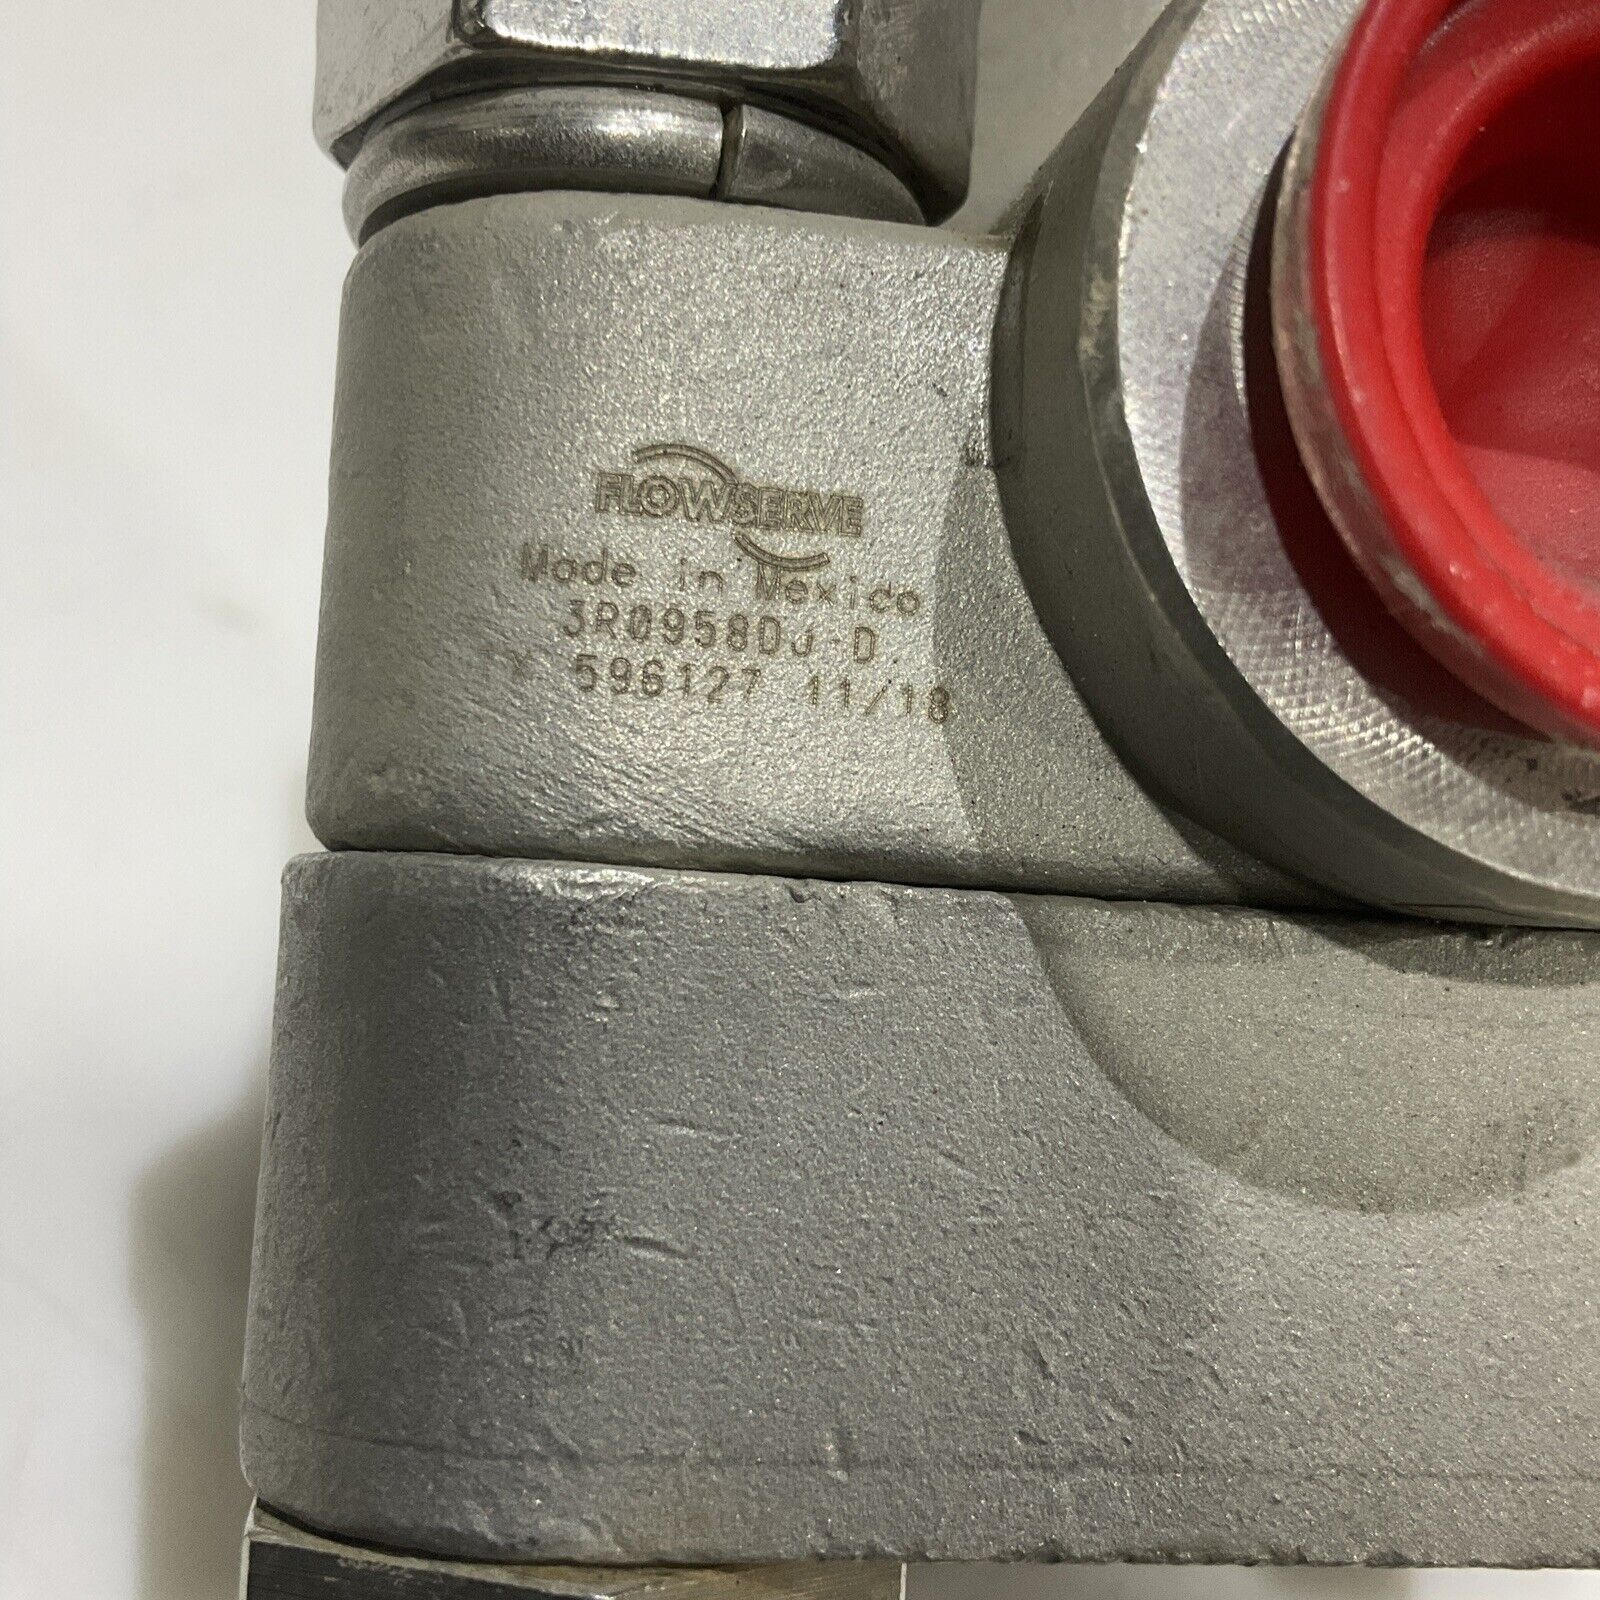 FLOWSERVE
Made in Mexico
3R0958DJ-D
596127 11/18